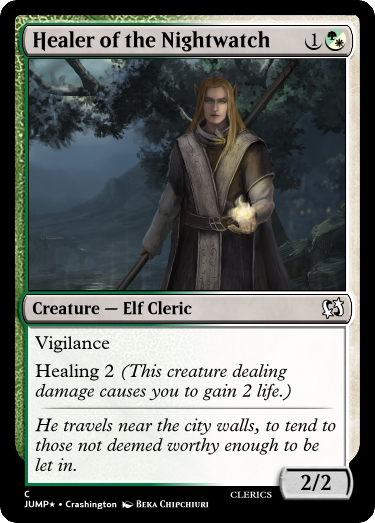 Healer of the Nightwatch 1
Creature — Elf Cleric
Vigilance
Healing 2 (This creature dealing
damage causes you to gain 2 life.)
He travels near the city walls, to tend to
those not deemed worthy enough to be
let in.
2/2
C
JUMP★ • Crashington BEKA CHIPCHIURI CLERICS